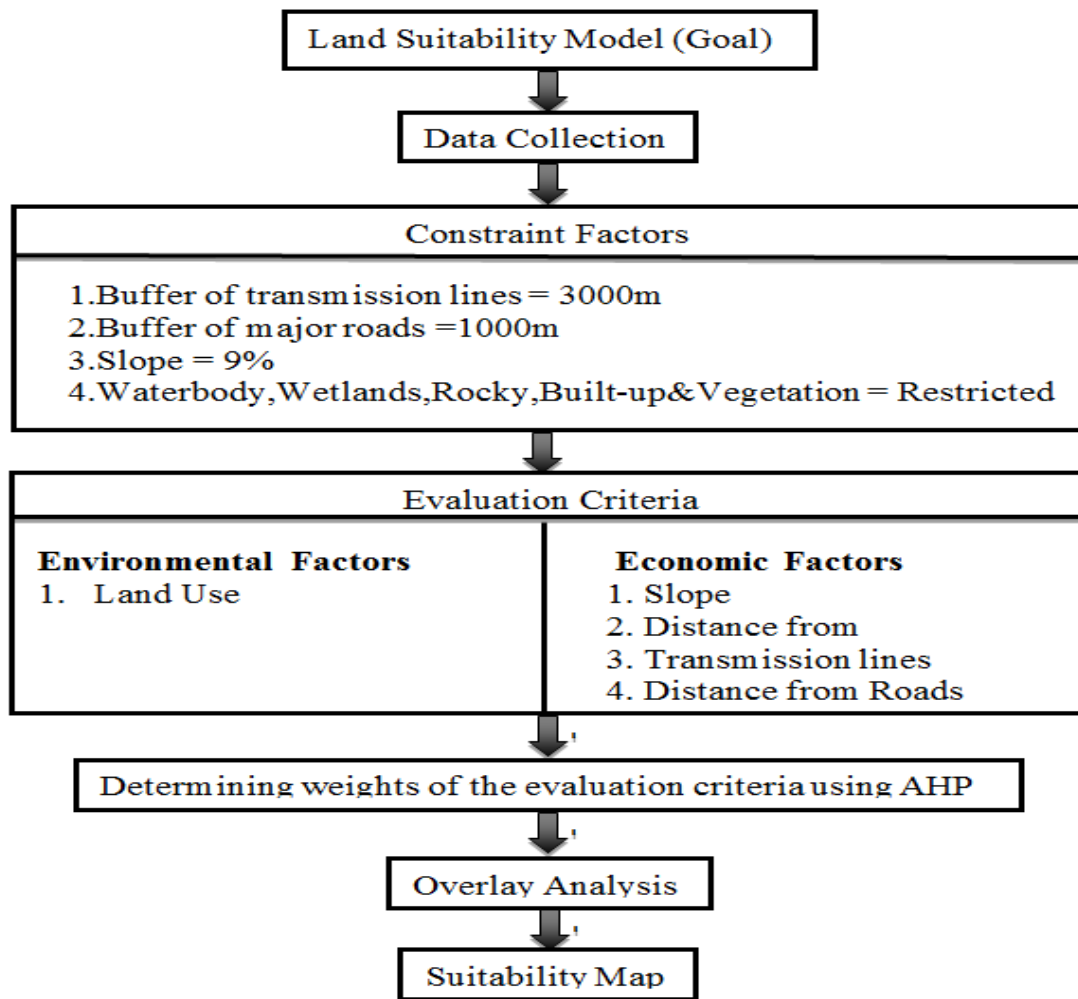 Land Suitability Model (Goal)
Data Collection
Constraint Factors
1.Buffer of transmission lines = 3000m
2.Buffer of major roads =1000m
3.Slope = 9%
4.Waterbody,Wetlands,Rocky,Built-up&Vegetation = Restricted
Evaluation Criteria
Environmental Factors
1. Land Use
Economic Factors
1. Slope
2. Distance from
3. Transmission lines
4. Distance from Roads
Determining weights of the evaluation criteria using AHP
Overlay Analysis
Suitability Map